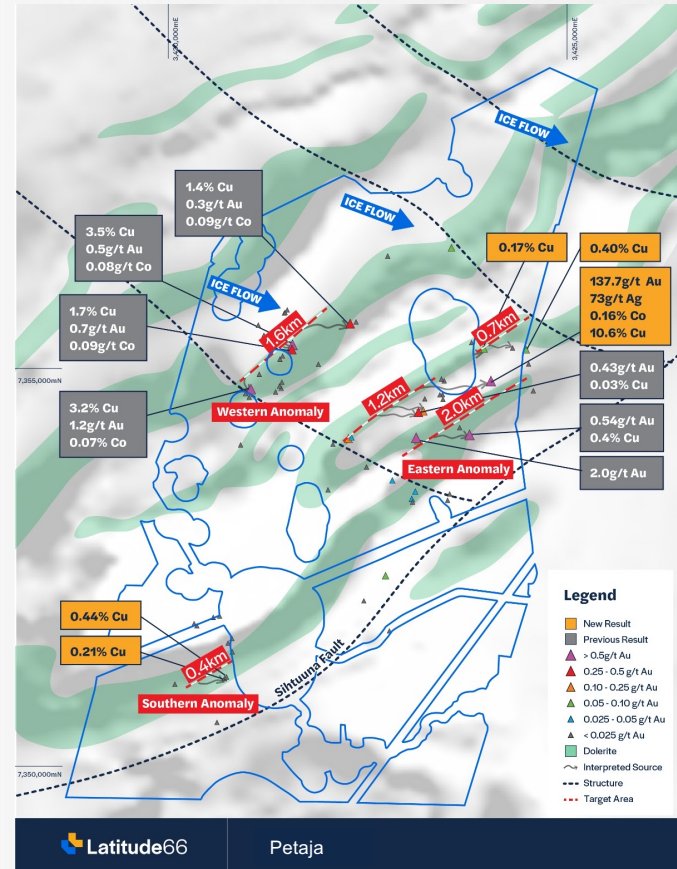 3,420,000mE
3,425,000mE
ICE FLOW
1.4% Cu
0.3g/t Au
0.09g/t Co
ICE FLOW
3.5% Cu
0.5g/t Au
0.08g/t Co
0.17% Cu
0.40% Cu
ICE FLOW
137.7g/t Au
73g/t Ag
0.16% Co
10.6% Cu
1.7% Cu
0.7g/t Au
0.09g/t Co
1.6km
0.7km
7,355,000mN
0.43g/t Au
0.03% Cu
3.2% Cu
1.2g/t Au
0.07% Co
Western Anomaly
1.2km
2.0km
0.54g/t Au
0.4% Cu
Eastern Anomaly
2.0g/t Au
0.44% Cu
0.21% Cu
0.4km
Southern Anomaly
Sihtuuna Fault
7,350,000mN
Legend
New Result
Previous Result
> 0.5g/t Au
0.25 - 0.5 g/t Au
0.10 - 0.25 g/t Au
0.05 - 0.10 g/t Au
0.025 - 0.05 g/t Au
< 0.025 g/t Au
Dolerite
Interpreted Source
Structure
Target Area
Latitude66
Petaja